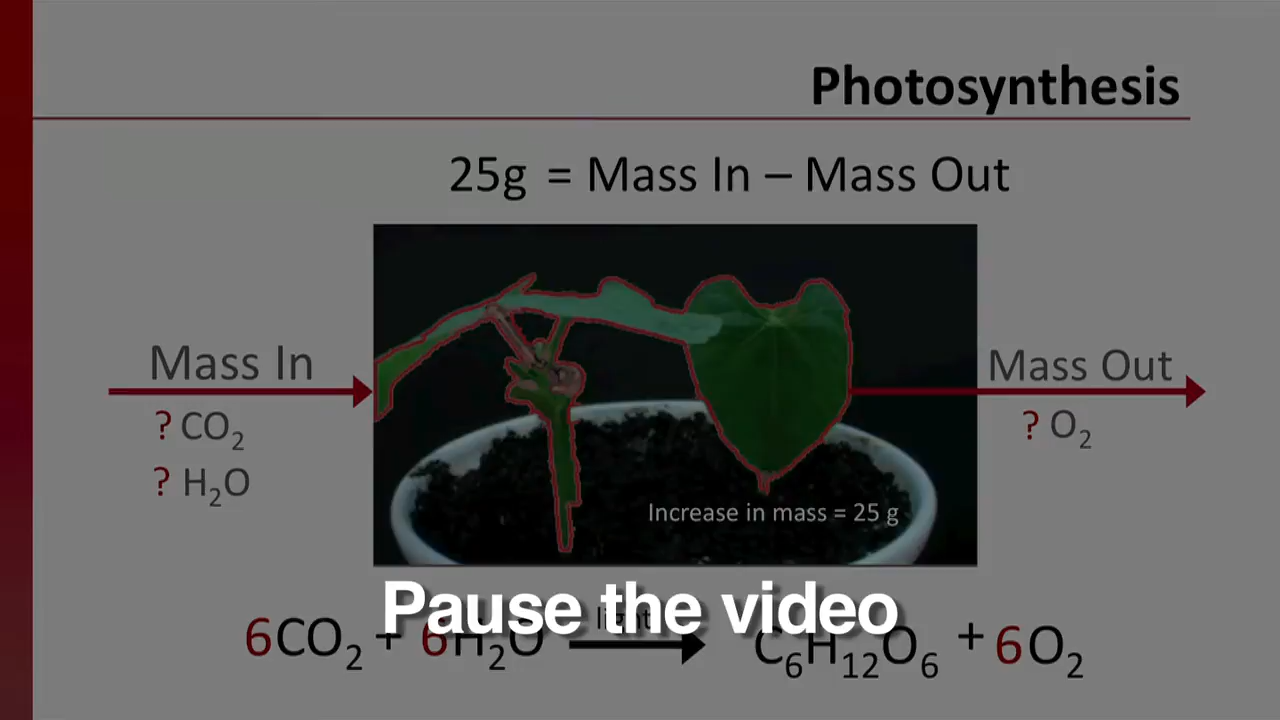 Photosynthesis
25g = Mass In – Mass Out
Mass In
? CO₂
? H₂O
Mass Out
? O₂
Increase in mass = 25 g
Pause the video
light
6CO₂ + 6H₂O → C₆H₁₂O₆ + 6O₂